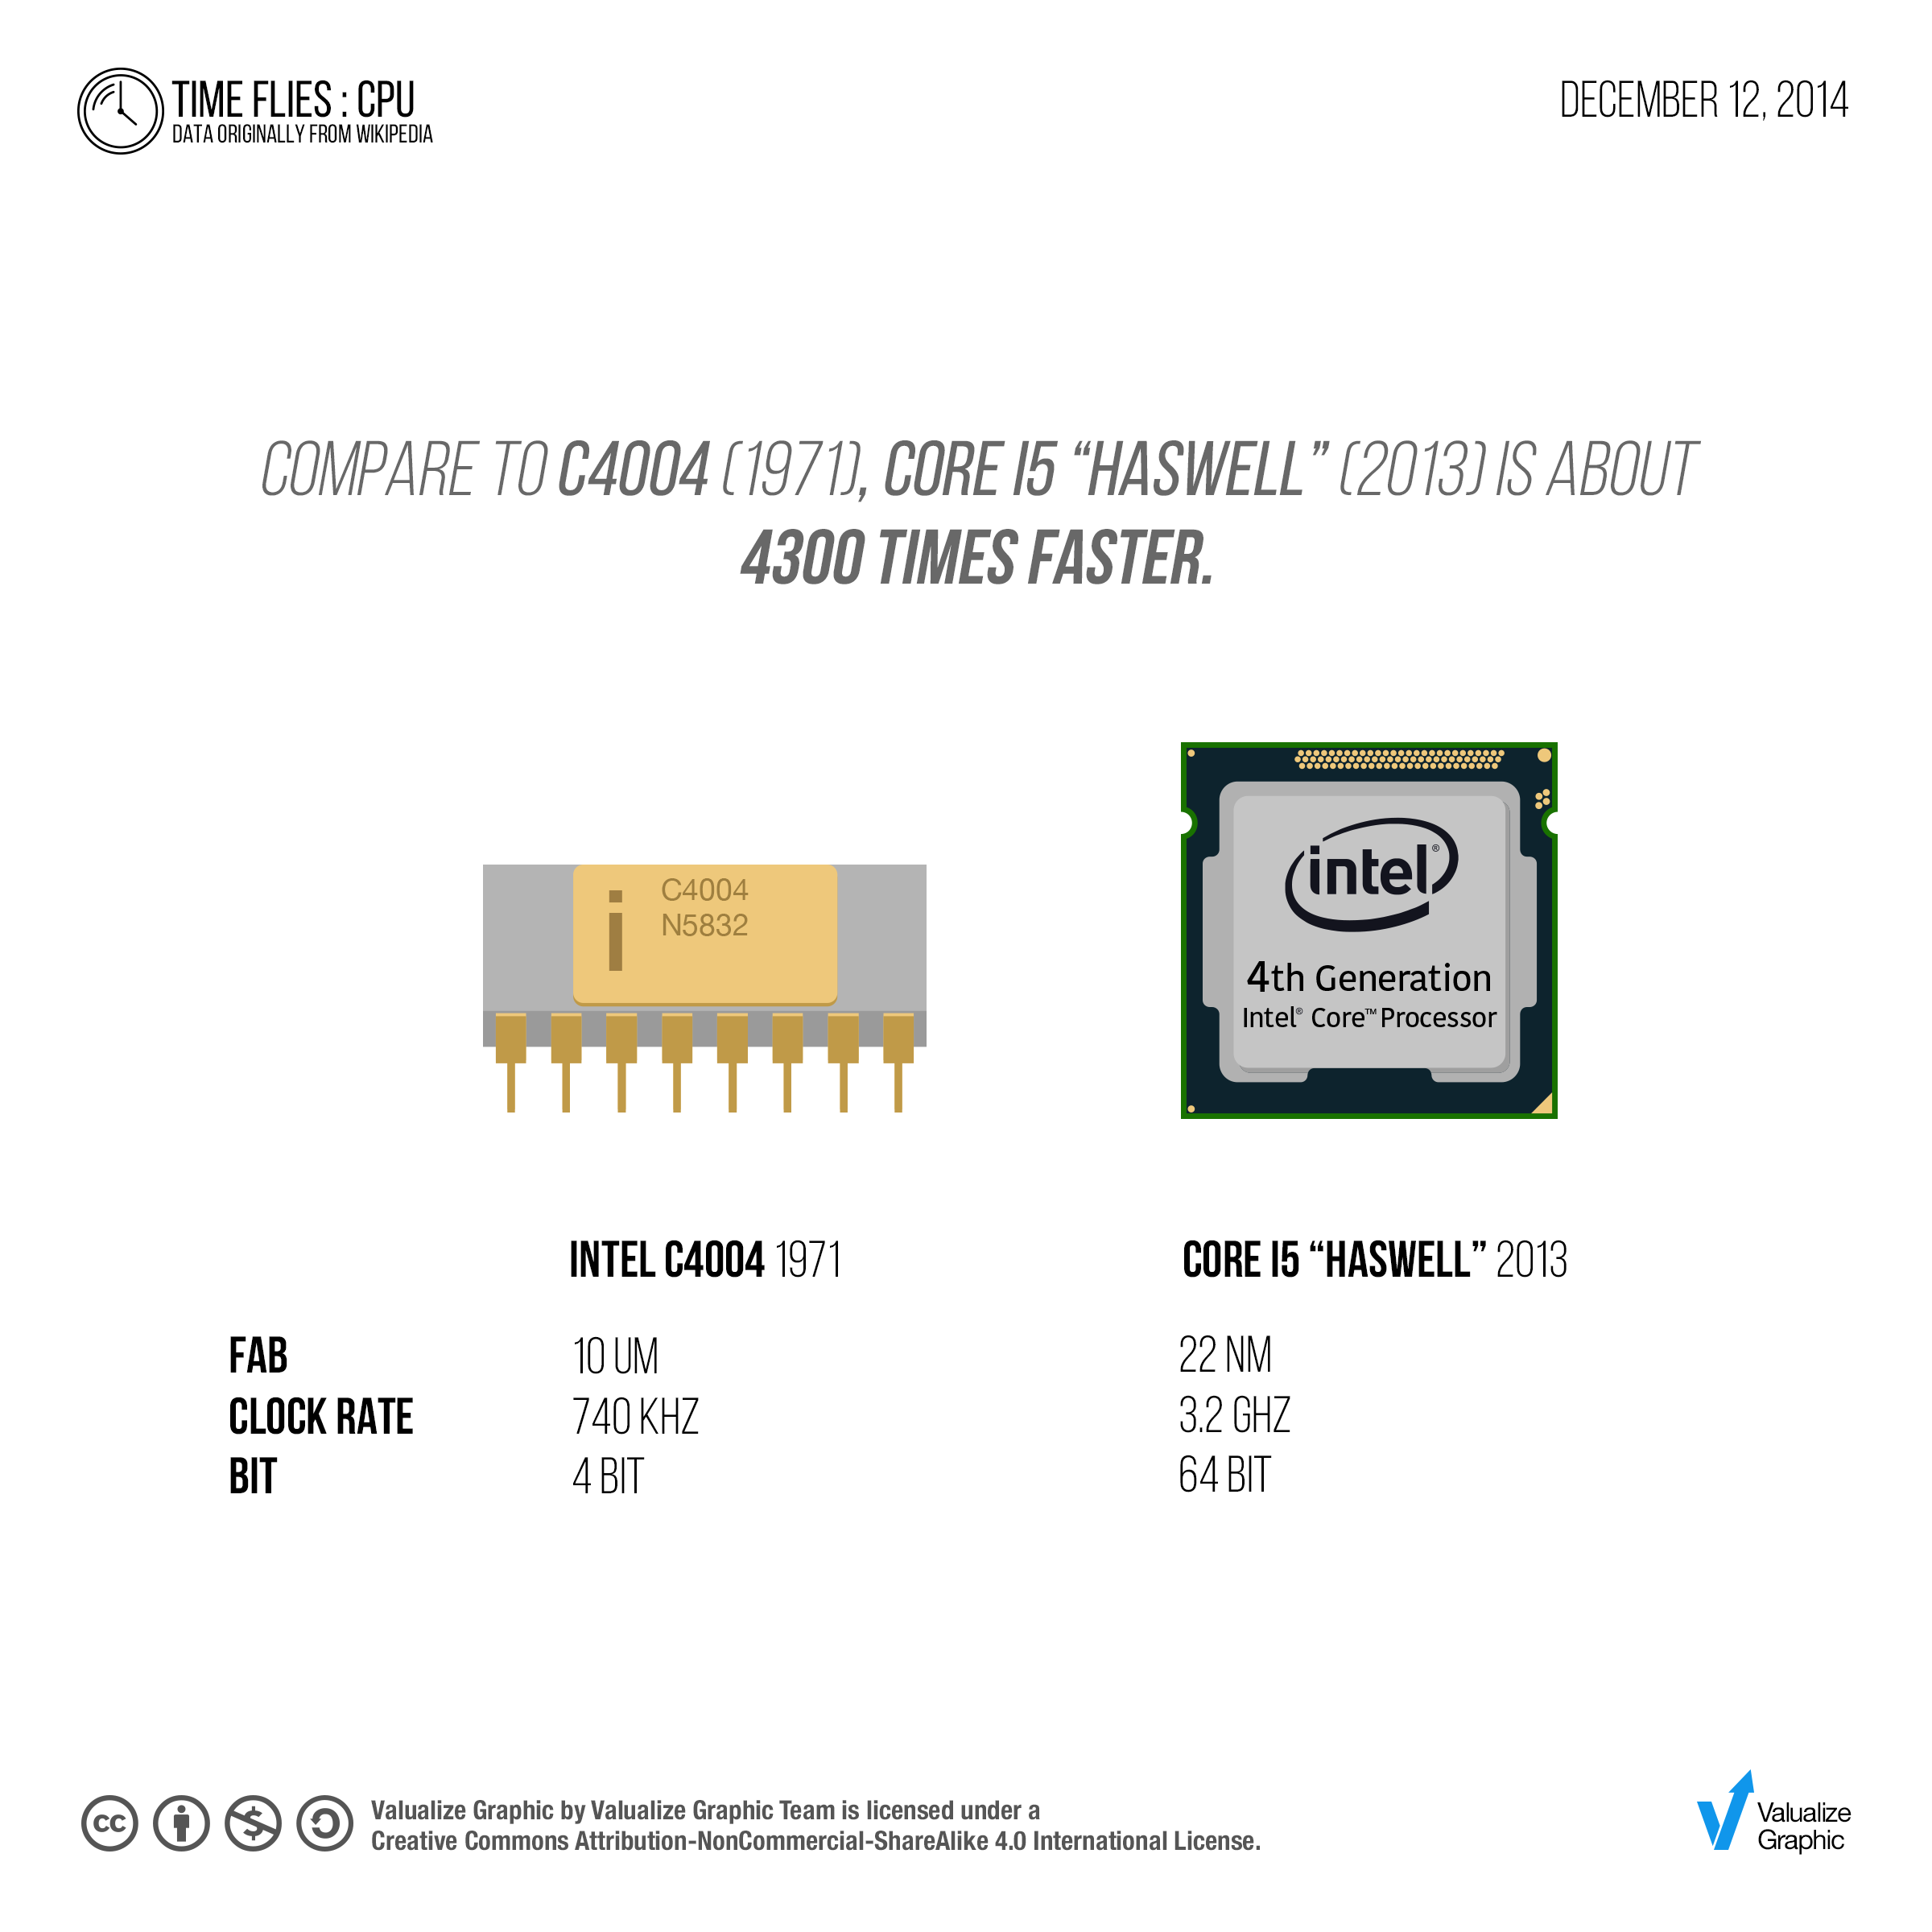 TIME FLIES : CPU
DATA ORIGINALLY FROM WIKIPEDIA
DECEMBER 12, 2014
COMPARE TO C4004 (1971), CORE I5 “HASWELL” (2013) IS ABOUT
4300 TIMES FASTER.
i
C4004
N5832
intel®
4th Generation
Intel® Core™ Processor
INTEL C4004 1971
CORE I5 “HASWELL” 2013
FAB 10 UM 22 NM
CLOCK RATE 740 KHZ 3.2 GHZ
BIT 4 BIT 64 BIT
cc
Valualize Graphic by Valualize Graphic Team is licensed under a
Creative Commons Attribution-NonCommercial-ShareAlike 4.0 International License.
Valualize
Graphic